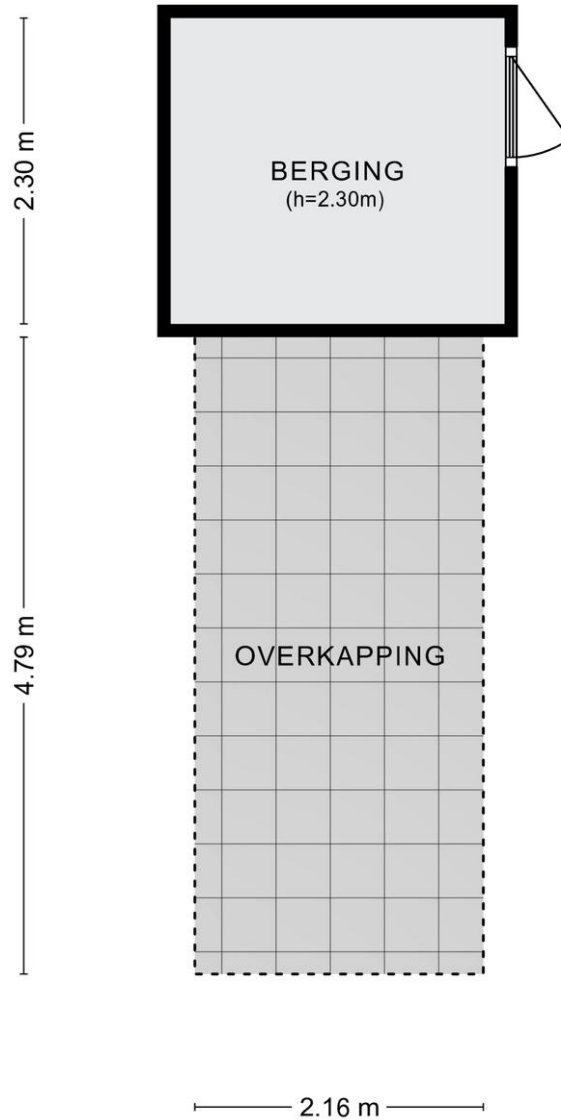 2.30 m
BERGING
(h=2.30m)
4.79 m
OVERKAPPING
2.16 m